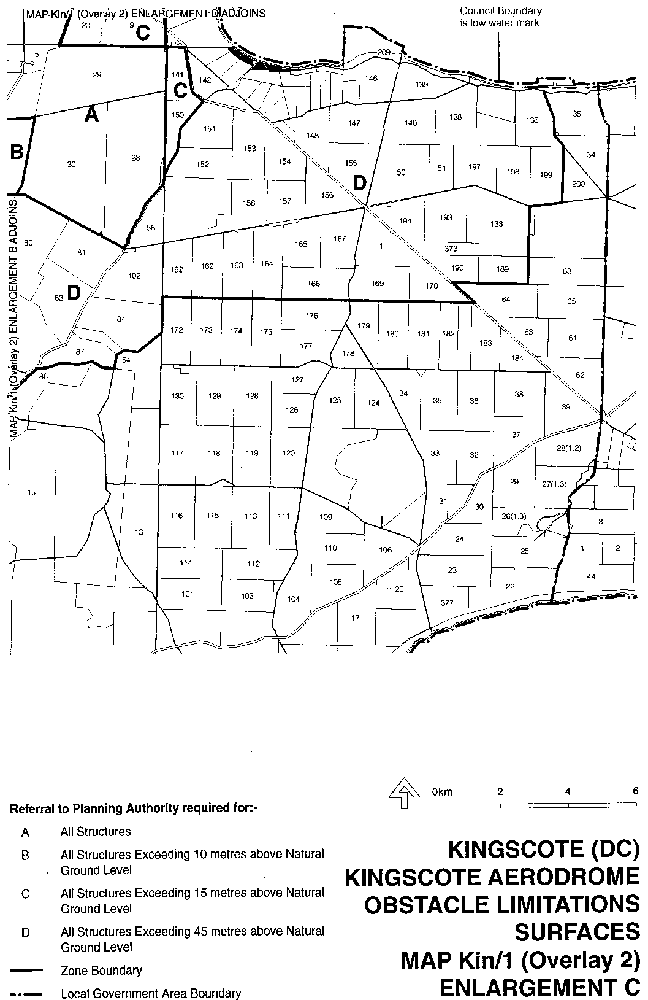 MAP Kin/1 (Overlay 2) ENLARGEMENT D ADJOINS
Council Boundary
is low water mark
20 9 C
5
209
29 141 142 146 139
C
A 150 147 140 138 136 135
151 148
B 153 134
30 28 152 154 155 50 51 197 198 199 200
D
158 157 156
58 194 193 133
80 81 165 167 1 373
102 162 162 163 164 190 189 68
166 169 170
83 D 64 65
84 176
172 173 174 175 179 180 181 182 183 63 61
177
87 54 178 184
86 127 62
130 129 128 126 125 124 34 35 36 38 39
37
117 118 119 120 33 32 28(1.2)
15 29 27(1.3)
31 30
116 115 113 111 109 26(1.3) 3
13 24
110 106 25 1 2
114 112
23 44
105 22
101 103 104 20
377
17
MAP Kin/1 (Overlay 2) ENLARGEMENT B ADJOINS
0km 2 4 6
Referral to Planning Authority required for:-
A All Structures
B All Structures Exceeding 10 metres above Natural
Ground Level
C All Structures Exceeding 15 metres above Natural
Ground Level
D All Structures Exceeding 45 metres above Natural
Ground Level
Zone Boundary
Local Government Area Boundary
KINGSCOTE (DC)
KINGSCOTE AERODROME
OBSTACLE LIMITATIONS
SURFACES
MAP Kin/1 (Overlay 2)
ENLARGEMENT C